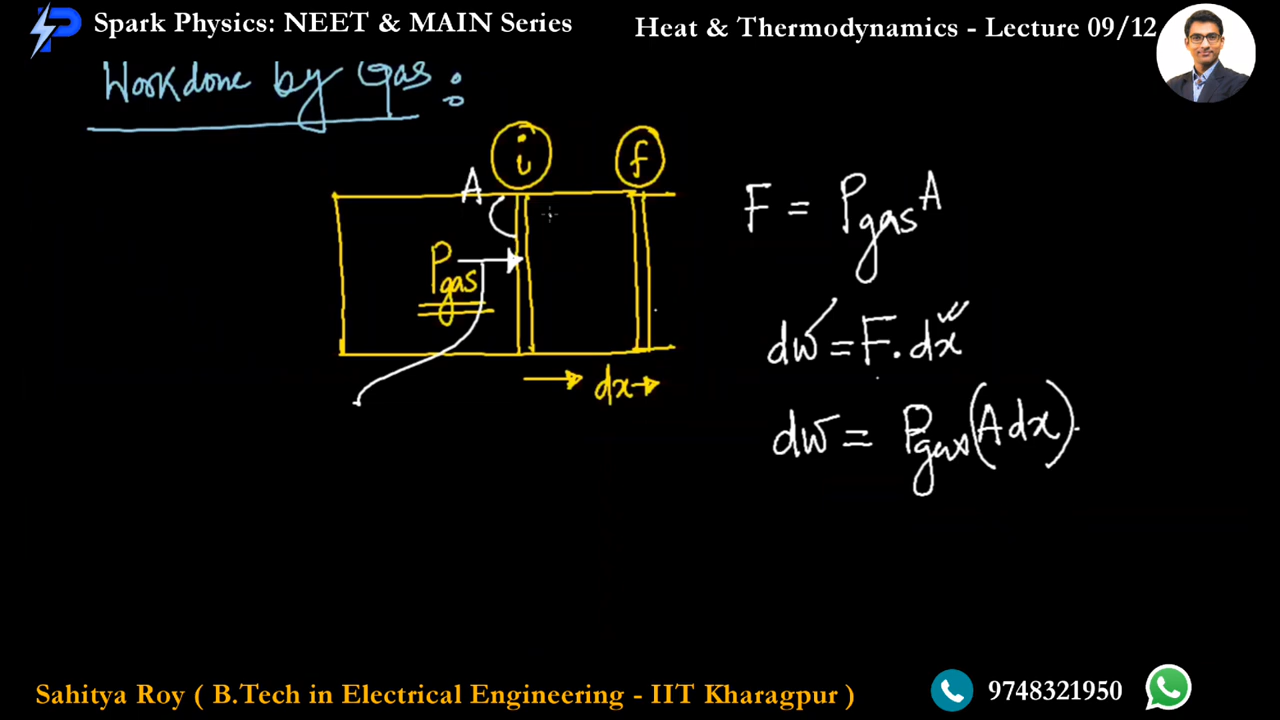 Spark Physics: NEET & MAIN Series
Heat & Thermodynamics - Lecture 09/12
Workdone by Gas :
i
f
A
F = PgasA
Pgas
dw = F. dx
dx
dw = Pgas(Adx).
Sahitya Roy ( B.Tech in Electrical Engineering - IIT Kharagpur )
9748321950